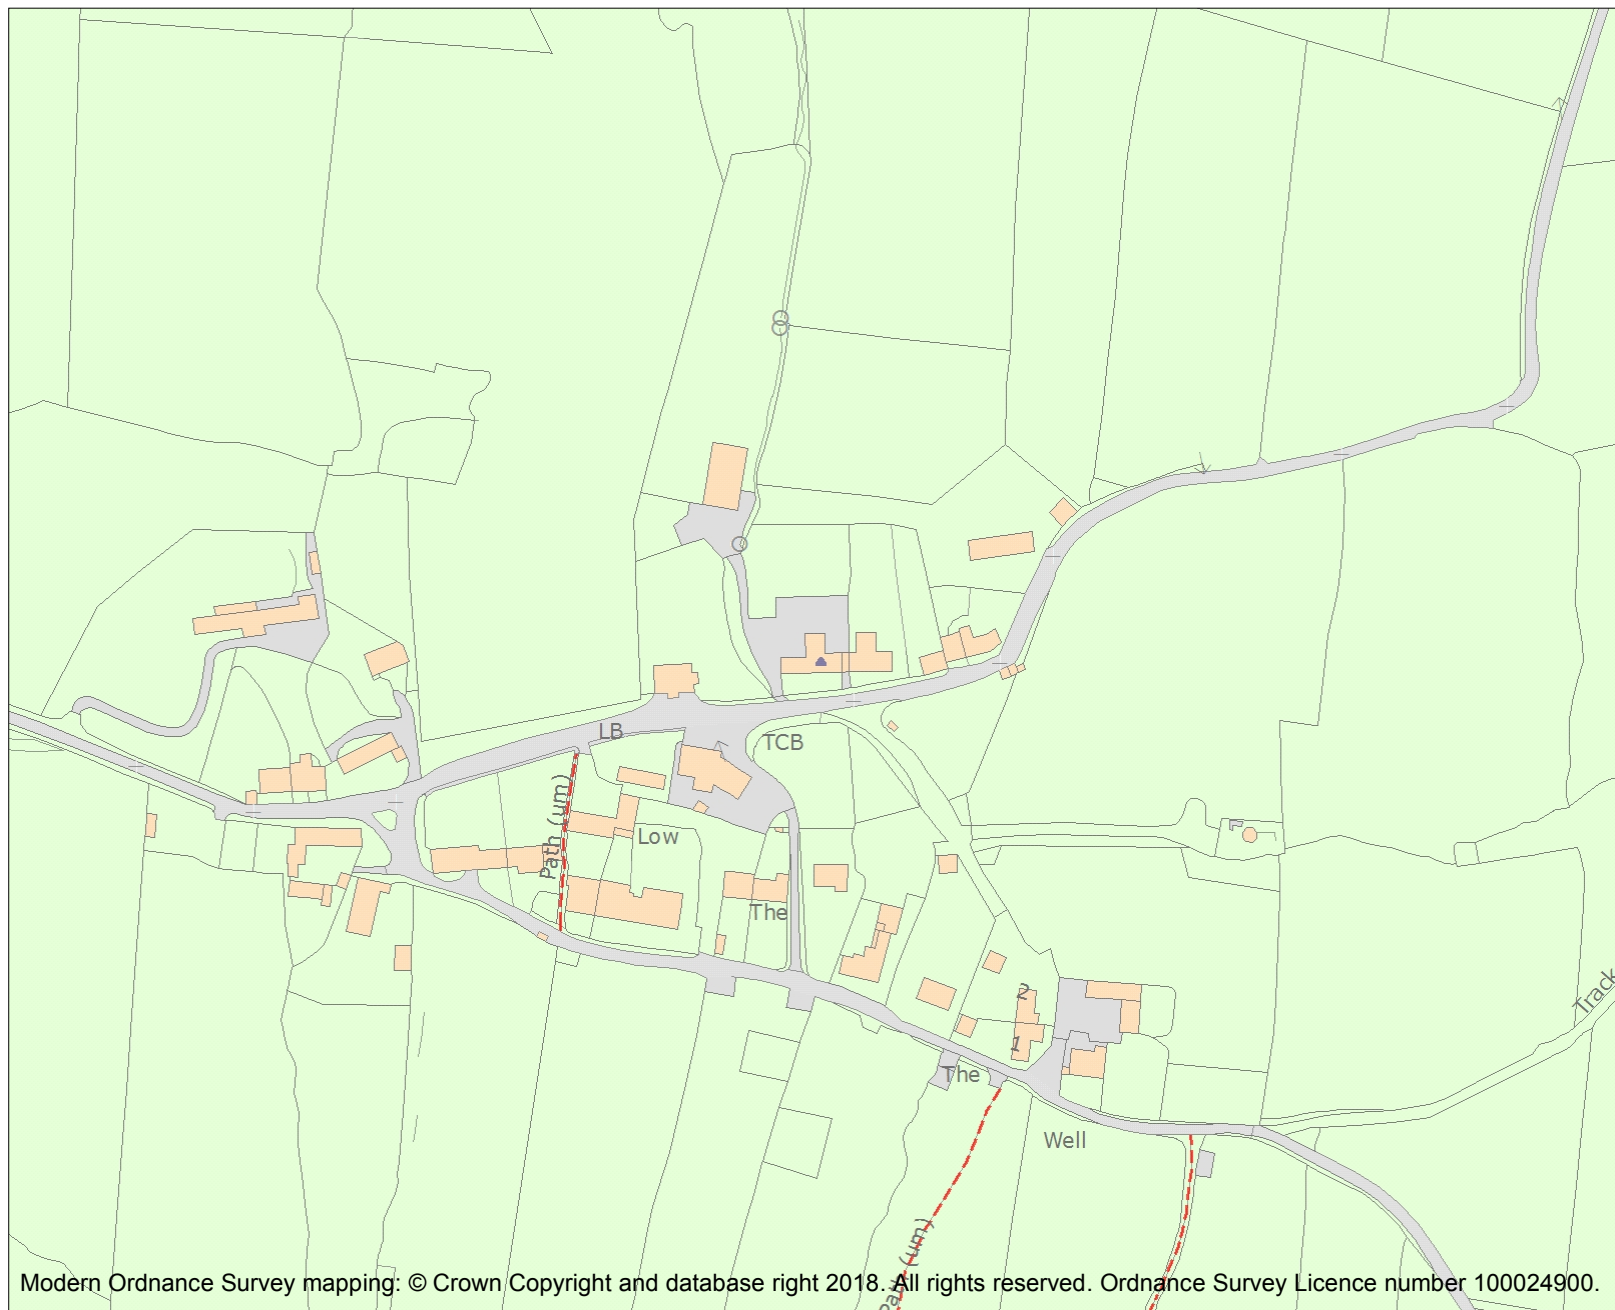 LB
TCB
Path (um)
Low
The
2
1
Track
The
Well
Path (um)
Modern Ordnance Survey mapping: © Crown Copyright and database right 2018. All rights reserved. Ordnance Survey Licence number 100024900.